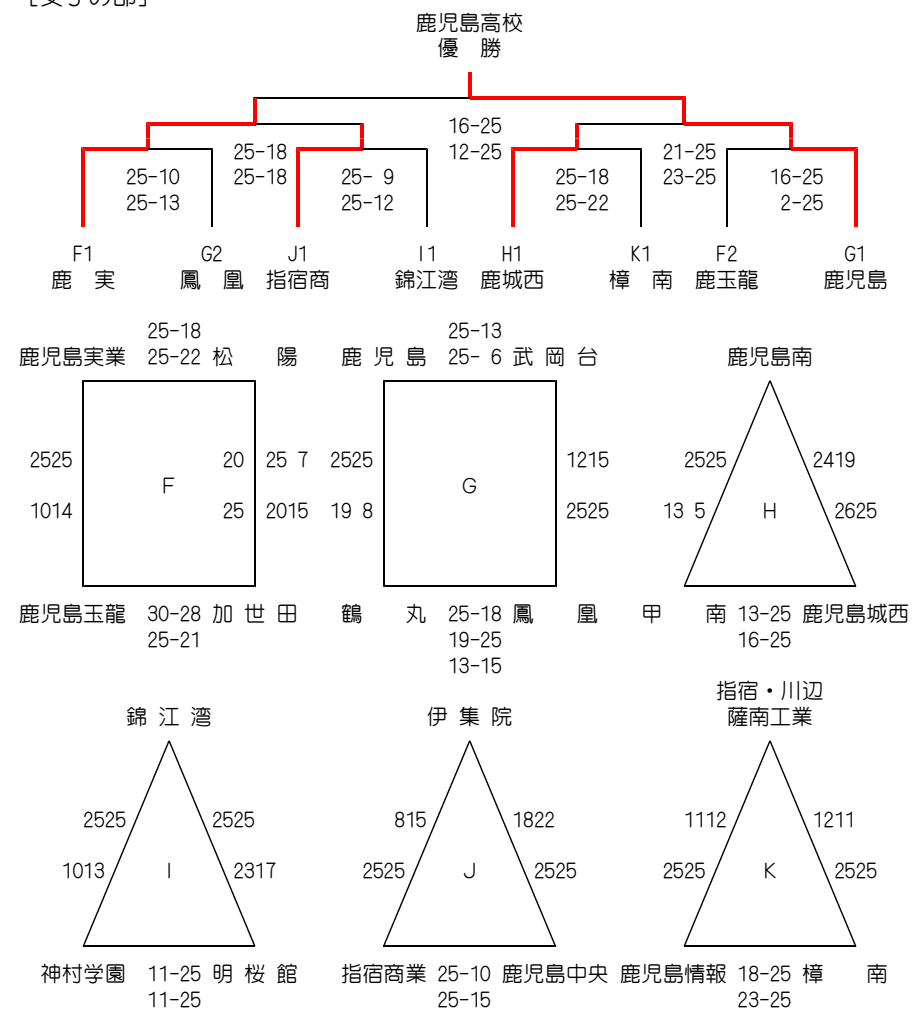 ［女子の部］
鹿児島高校
優　勝
16-25
12-25
25-18
25-18
21-25
23-25
25-10
25-13
25- 9
25-12
25-18
25-22
16-25
2-25
F1 G2 J1 I1 H1 K1 F2 G1
鹿　実 鳳　凰 指宿商 錦江湾 鹿城西 樟　南 鹿玉龍 鹿児島
25-18 25-13
鹿児島実業 25-22 松　　陽 鹿 児 島 25- 6 武 岡 台 鹿児島南
2525 20 25 7 2525 1215 2525 2419
F G
1014 25 2015 19 8 2525 13 5 H 2625
鹿児島玉龍 30-28 加 世 田 鶴　　丸 25-18 鳳　　凰 甲　　南 13-25 鹿児島城西
25-21 19-25 16-25
13-15
指宿・川辺
錦 江 湾 伊 集 院 薩南工業
2525 2525 815 1822 1112 1211
1013 I 2317 2525 J 2525 2525 K 2525
神村学園 11-25 明 桜 館 指宿商業 25-10 鹿児島中央 鹿児島情報 18-25 樟　　南
11-25 25-15 23-25